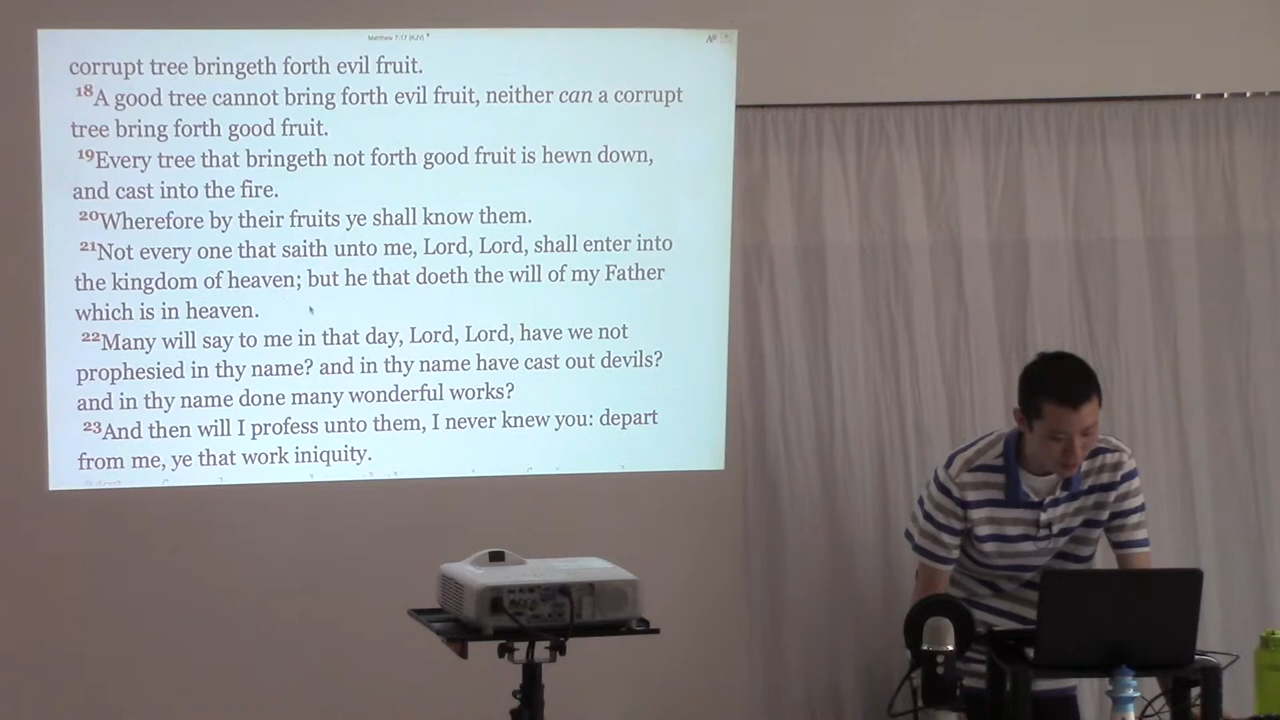 Matthew 7:17 (KJV)
corrupt tree bringeth forth evil fruit.
18A good tree cannot bring forth evil fruit, neither can a corrupt
tree bring forth good fruit.
19Every tree that bringeth not forth good fruit is hewn down,
and cast into the fire.
20Wherefore by their fruits ye shall know them.
21Not every one that saith unto me, Lord, Lord, shall enter into
the kingdom of heaven; but he that doeth the will of my Father
which is in heaven.
22Many will say to me in that day, Lord, Lord, have we not
prophesied in thy name? and in thy name have cast out devils?
and in thy name done many wonderful works?
23And then will I profess unto them, I never knew you: depart
from me, ye that work iniquity.